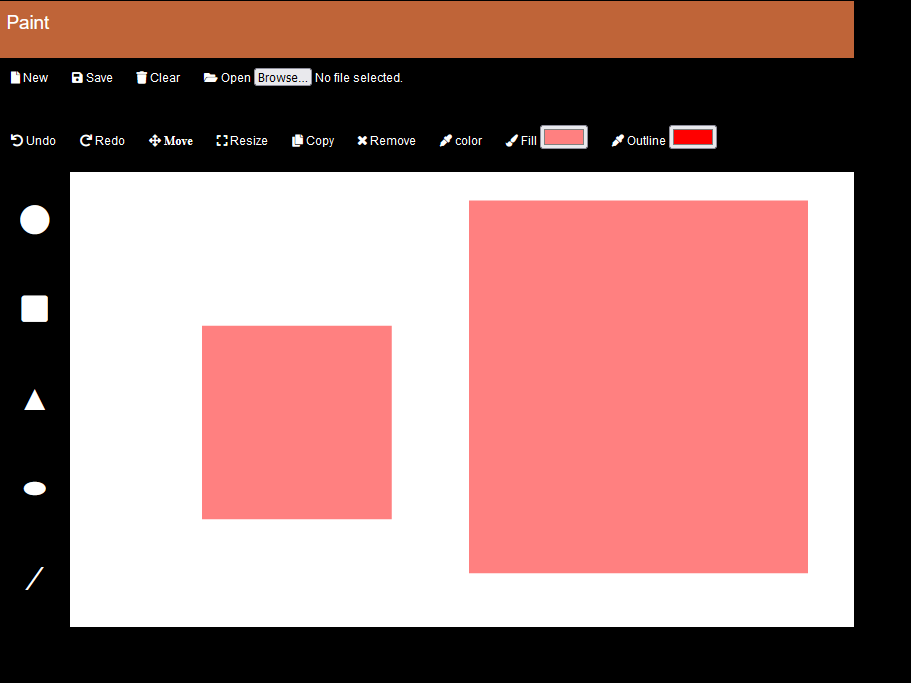 Paint
New Save Clear Open Browse... No file selected.
Undo Redo Move Resize Copy Remove color Fill Outline